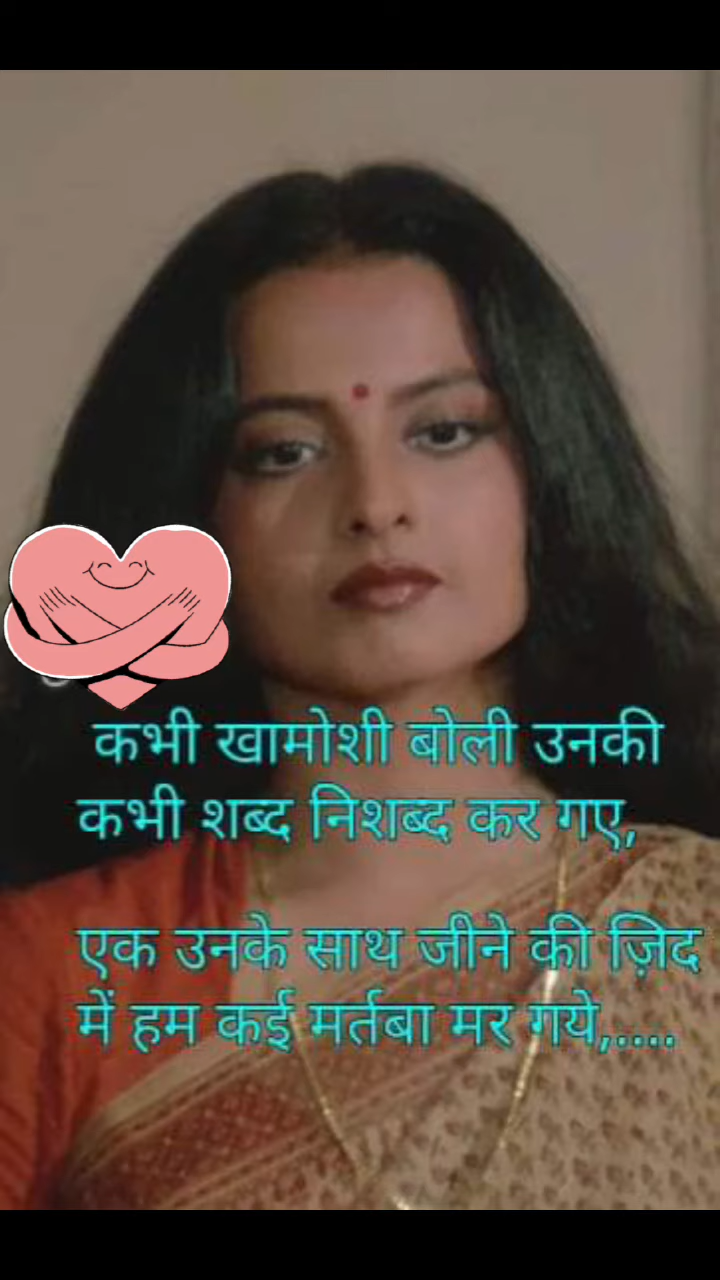 कभी खामोशी बोली उनकी
कभी शब्द निशब्द कर गए,
एक उनके साथ जीने की ज़िद
में हम कई मर्तबा मर गये,....